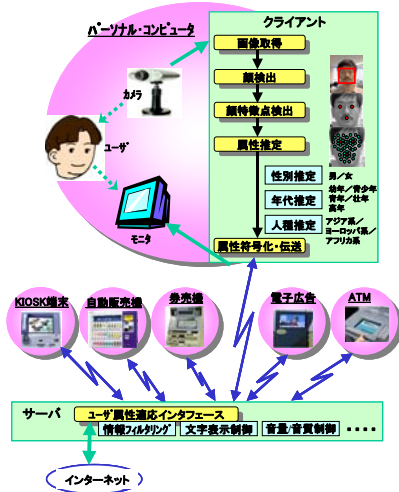 パーソナル・コンピュータ
クライアント
画像取得
カメラ
顔検出
顔特徴点検出
ユーザ
属性推定
性別推定
男／女
年代推定
幼年／青少年
青年／壮年
高年
人種推定
アジア系／
ヨーロッパ系／
アフリカ系
モニタ
属性符号化・伝送
KIOSK端末
自動販売機
券売機
電子広告
ATM
サーバ
ユーザ属性適応インタフェース
情報フィルタリング
文字表示制御
音量/音質制御
・・・・
インターネット